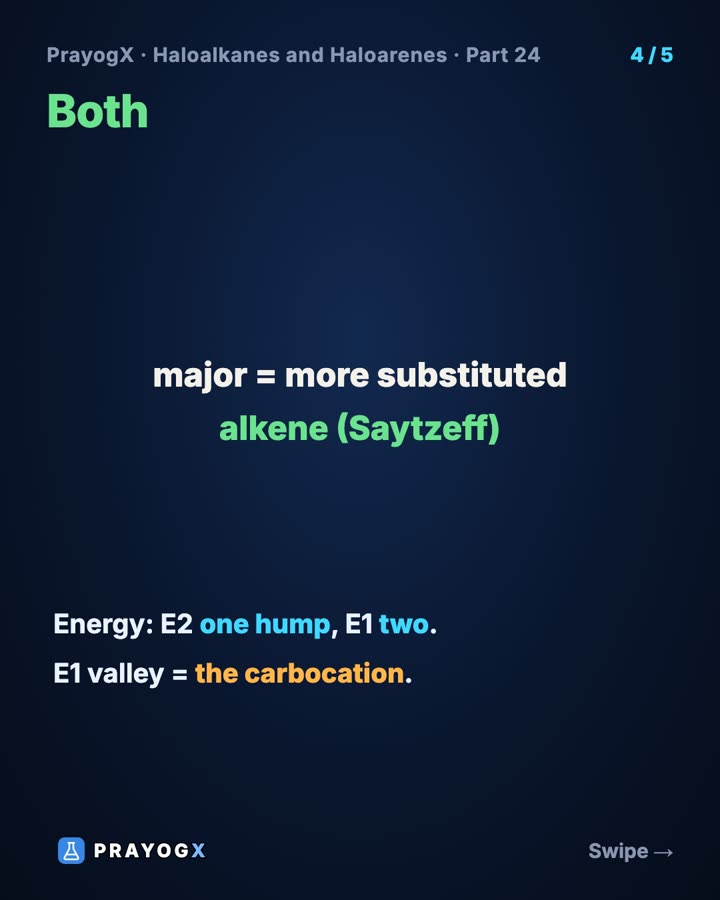 PrayogX · Haloalkanes and Haloarenes · Part 24
4 / 5
Both
major = more substituted
alkene (Saytzeff)
Energy: E2 one hump, E1 two.
E1 valley = the carbocation.
PRAYOGX
Swipe →